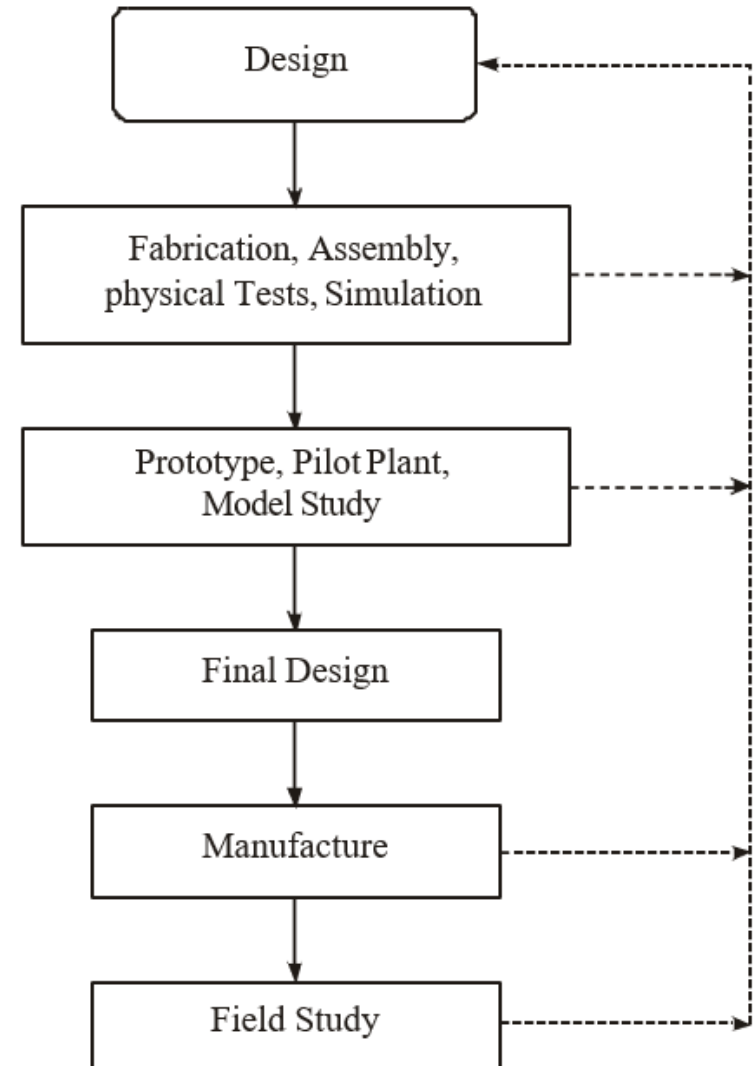 Design
Fabrication, Assembly,
physical Tests, Simulation
Prototype, Pilot Plant,
Model Study
Final Design
Manufacture
Field Study